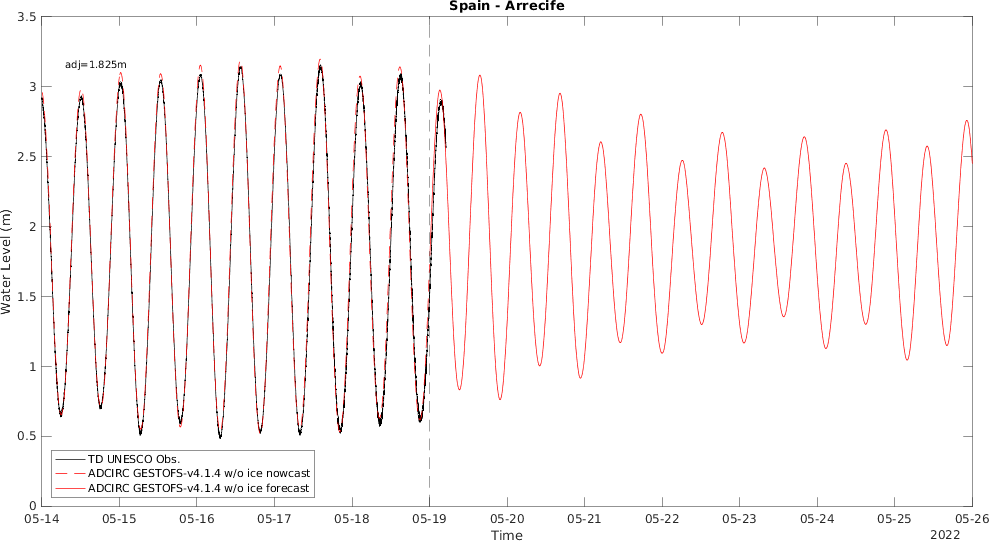 Spain - Arrecife
adj=1.825m
Water Level (m)
3.5
3
2.5
2
1.5
1
0.5
0
TD UNESCO Obs.
ADCIRC GESTOFS-v4.1.4 w/o ice nowcast
ADCIRC GESTOFS-v4.1.4 w/o ice forecast
05-14 05-15 05-16 05-17 05-18 05-19 05-20 05-21 05-22 05-23 05-24 05-25 05-26
Time
2022